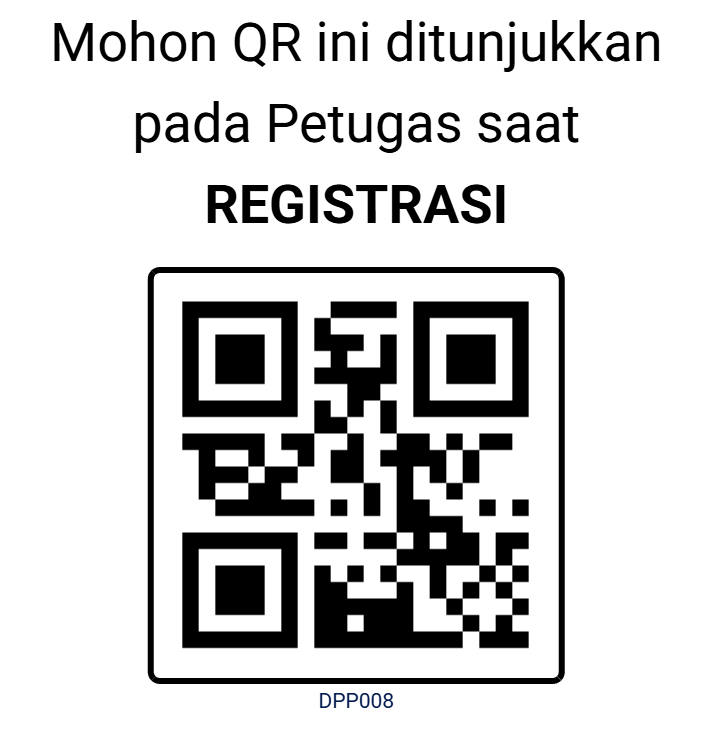 Mohon QR ini ditunjukkan
pada Petugas saat
REGISTRASI
DPP008